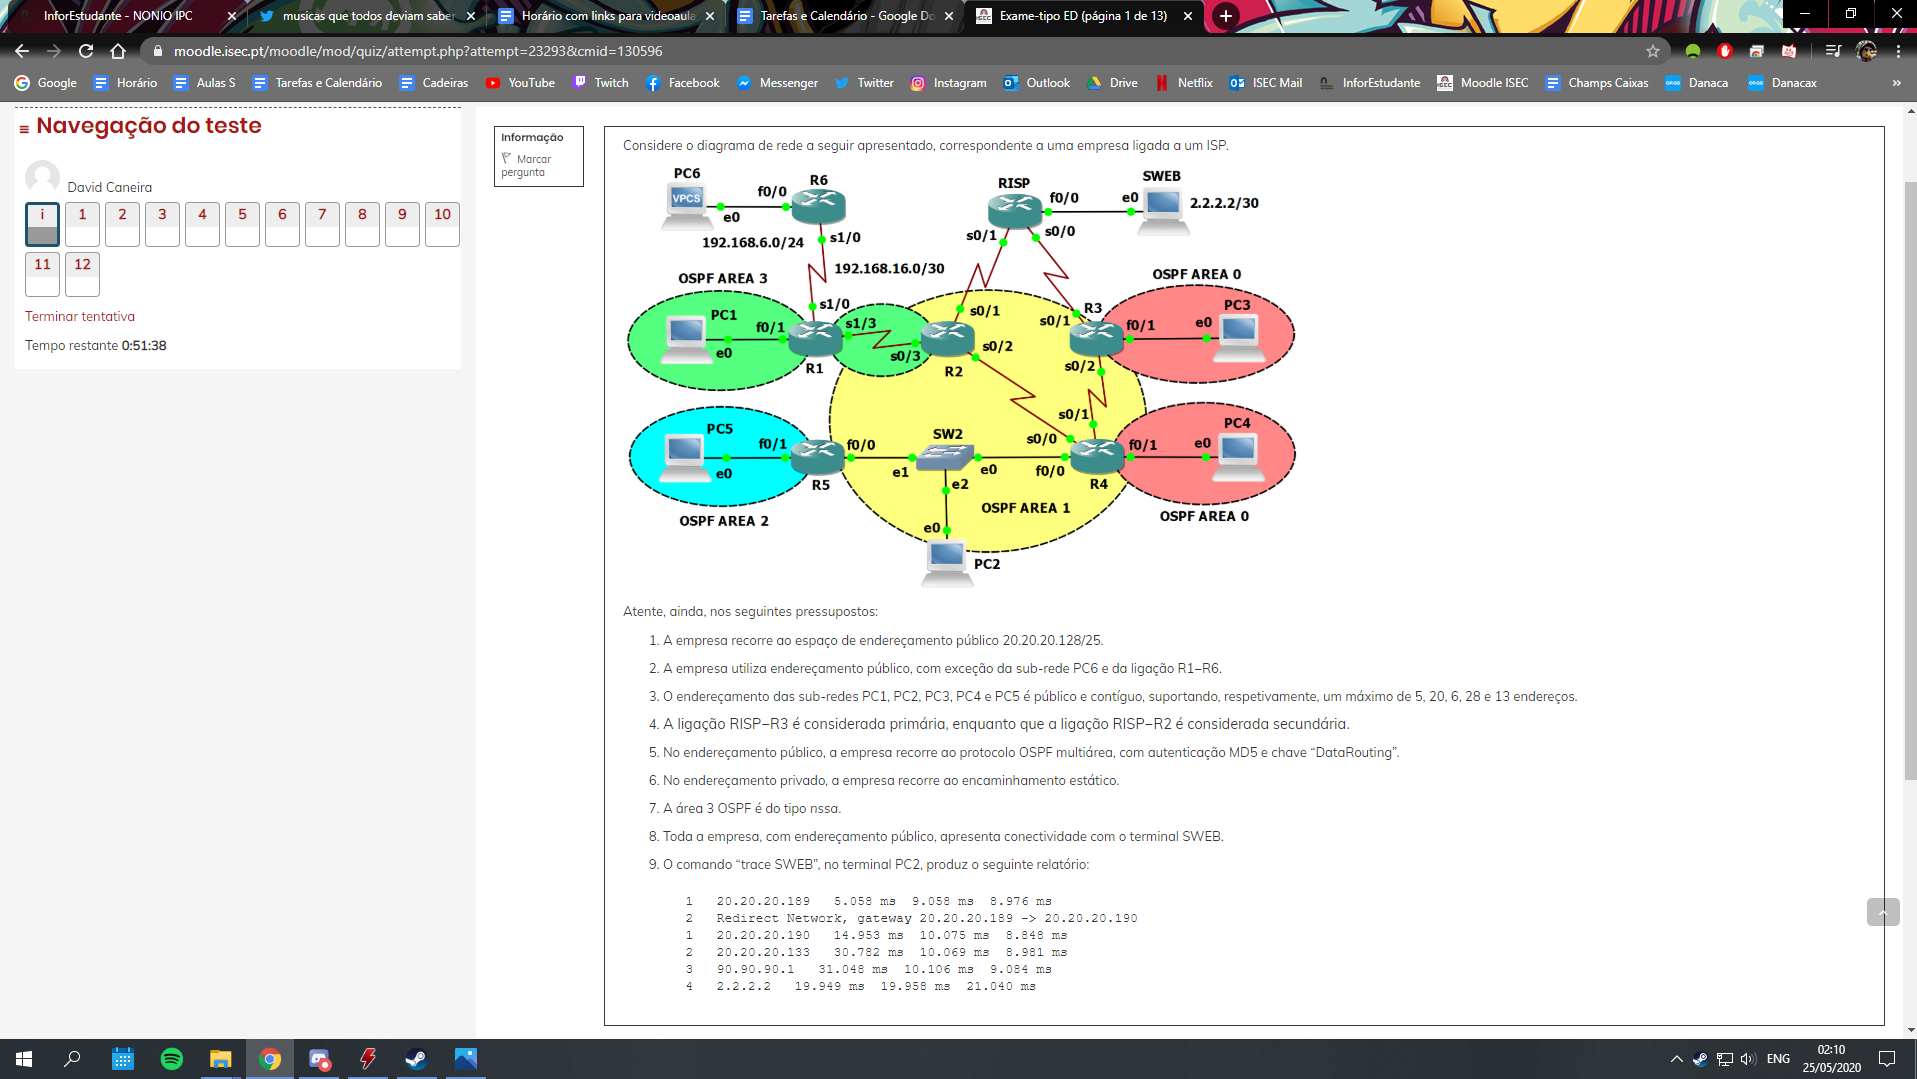 InforEstudante - NONIO IPC
musicas que todos deviam saber
Horário com links para videoaula
Tarefas e Calendário - Google Do
Exame-tipo ED (página 1 de 13)
moodle.isec.pt/moodle/mod/quiz/attempt.php?attempt=23293&cmid=130596
Google
Horário
Aulas S
Tarefas e Calendário
Cadeiras
YouTube
Twitch
Facebook
Messenger
Twitter
Instagram
Outlook
Drive
Netflix
ISEC Mail
InforEstudante
Moodle ISEC
Champs Caixas
Danaca
Danacax
»
Navegação do teste
David Caneira
i 1 2 3 4 5 6 7 8 9 10
11 12
Terminar tentativa
Tempo restante 0:51:38
Informação
Marcar
pergunta
Considere o diagrama de rede a seguir apresentado, correspondente a uma empresa ligada a um ISP.
PC6
VPCS
e0
f0/0
R6
s1/0
192.168.6.0/24
192.168.16.0/30
RISP
f0/0
e0
SWEB
2.2.2.2/30
s0/1
s0/0
OSPF AREA 3
PC1
e0
f0/1
s1/0
s1/3
R1
s0/3
s0/1
s0/2
R2
OSPF AREA 0
R3
s0/1
f0/1
s0/2
e0
PC3
PC5
e0
f0/1
f0/0
R5
OSPF AREA 2
SW2
e1
e0
e2
e0
PC2
s0/1
s0/0
f0/0
f0/1
R4
OSPF AREA 1
e0
PC4
OSPF AREA 0
Atente, ainda, nos seguintes pressupostos:
1. A empresa recorre ao espaço de endereçamento público 20.20.20.128/25.
2. A empresa utiliza endereçamento público, com exceção da sub-rede PC6 e da ligação R1–R6.
3. O endereçamento das sub-redes PC1, PC2, PC3, PC4 e PC5 é público e contíguo, suportando, respetivamente, um máximo de 5, 20, 6, 28 e 13 endereços.
4. A ligação RISP–R3 é considerada primária, enquanto que a ligação RISP–R2 é considerada secundária.
5. No endereçamento público, a empresa recorre ao protocolo OSPF multiárea, com autenticação MD5 e chave “DataRouting”.
6. No endereçamento privado, a empresa recorre ao encaminhamento estático.
7. A área 3 OSPF é do tipo nssa.
8. Toda a empresa, com endereçamento público, apresenta conectividade com o terminal SWEB.
9. O comando “trace SWEB”, no terminal PC2, produz o seguinte relatório:
1 20.20.20.189 5.058 ms 9.058 ms 8.976 ms
2 Redirect Network, gateway 20.20.20.189 -> 20.20.20.190
1 20.20.20.190 14.953 ms 10.075 ms 8.848 ms
2 20.20.20.133 30.782 ms 10.069 ms 8.981 ms
3 90.90.90.1 31.048 ms 10.106 ms 9.084 ms
4 2.2.2.2 19.949 ms 19.958 ms 21.040 ms
ENG
02:10
25/05/2020